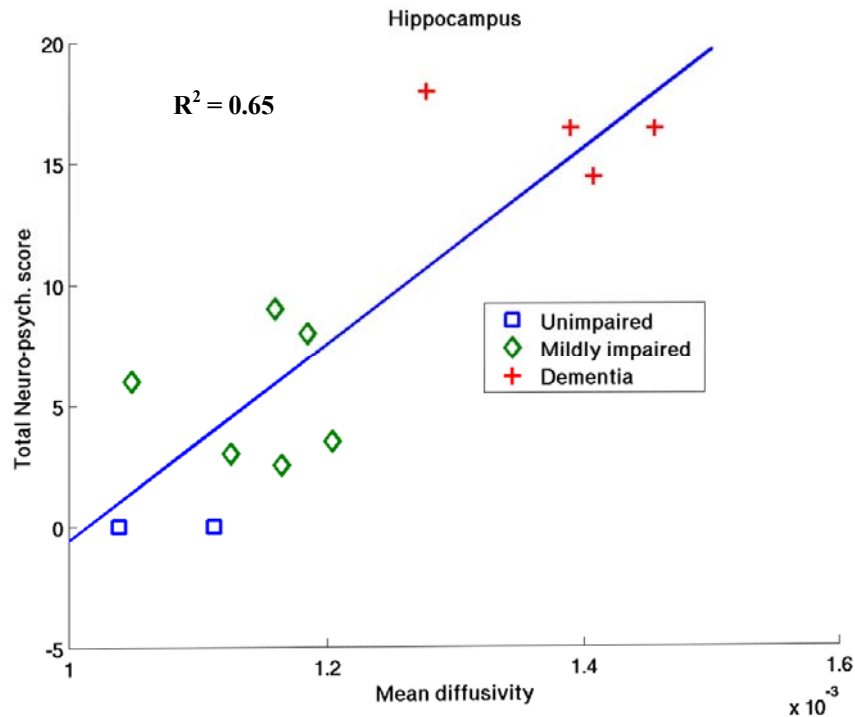 Hippocampus
20
R² = 0.65
15
10
5
0
-5
Total Neuro-psych. score
Unimpaired
Mildly impaired
Dementia
1
1.2
1.4
1.6
Mean diffusivity
x 10⁻³